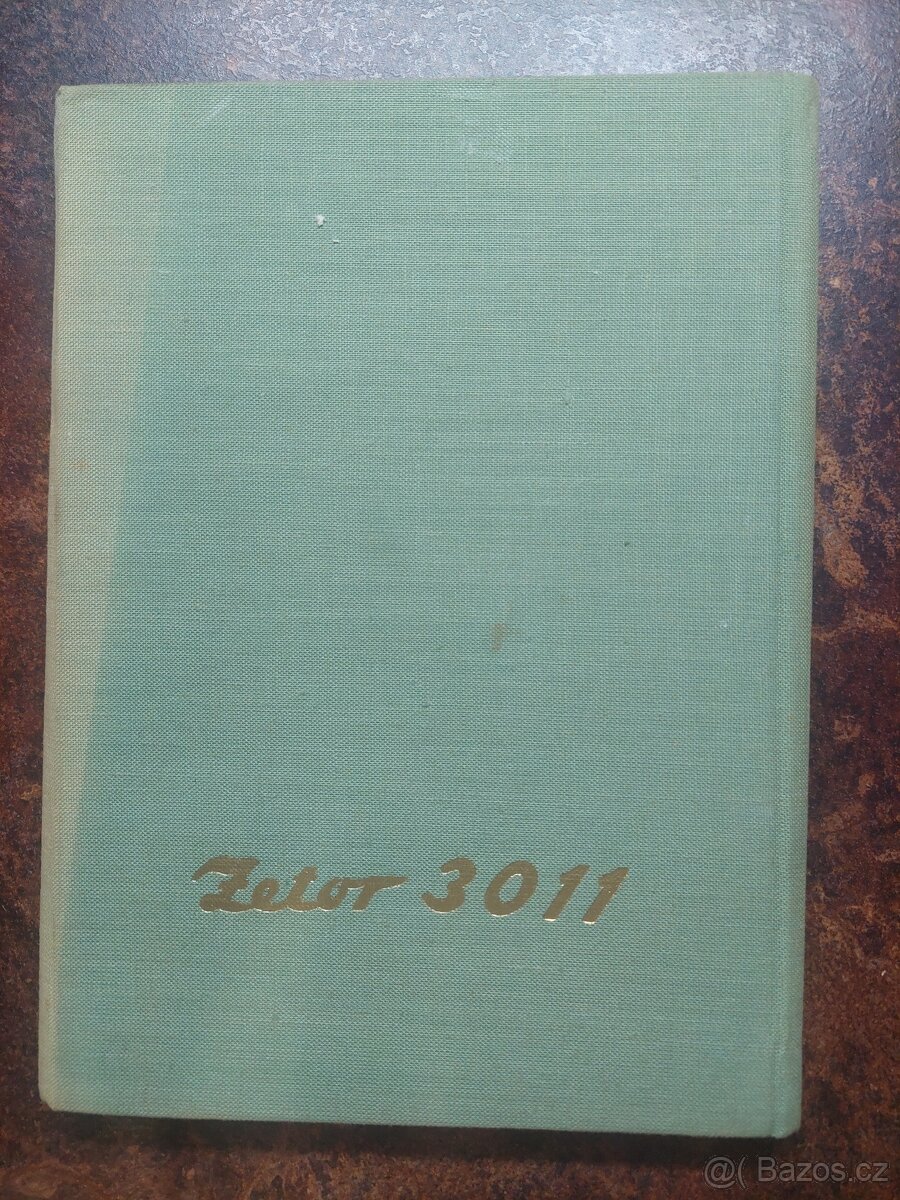 Zetor 3011
@( Bazos.cz